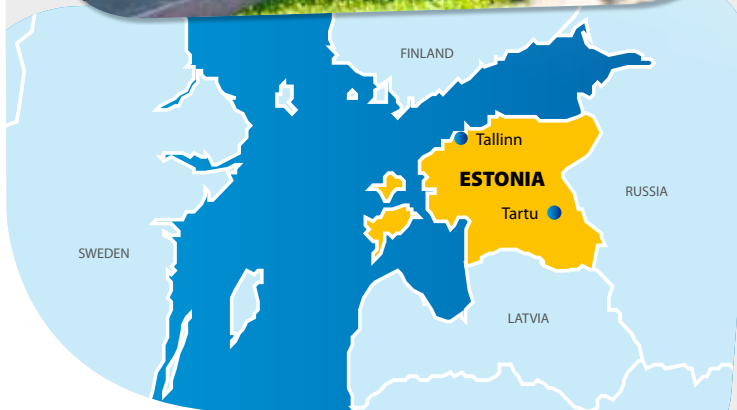 FINLAND
Tallinn
ESTONIA
RUSSIA
Tartu
SWEDEN
LATVIA